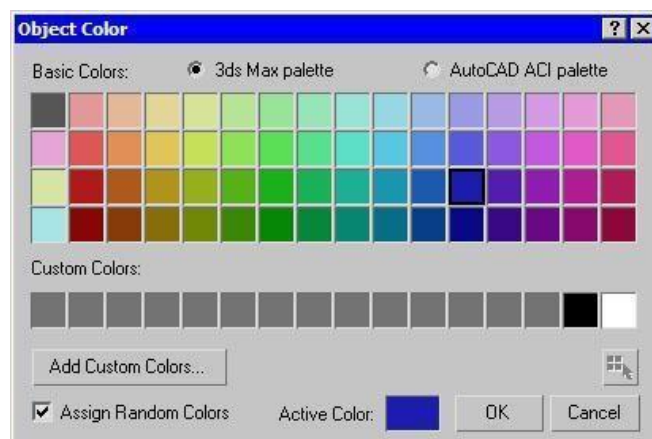 Object Color
Basic Colors: 3ds Max palette AutoCAD ACI palette
Custom Colors:
Add Custom Colors...
Assign Random Colors Active Color: OK Cancel